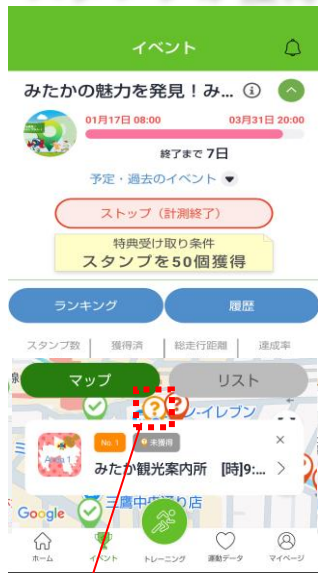 イベント
みたかの魅力を発見！み…
01月17日 08:00
03月31日 20:00
終了まで 7日
予定・過去のイベント ▼
ストップ（計測終了）
特典受け取り条件
スタンプを50個獲得
ランキング
履歴
スタンプ数
獲得済
総走行距離
達成率
マップ
リスト
ン-イレブン
No. 1
未獲得
Area 1
みたか観光案内所 [時]9:...
三鷹中央通り店
Google
ホーム
イベント
トレーニング
運動データ
マイページ